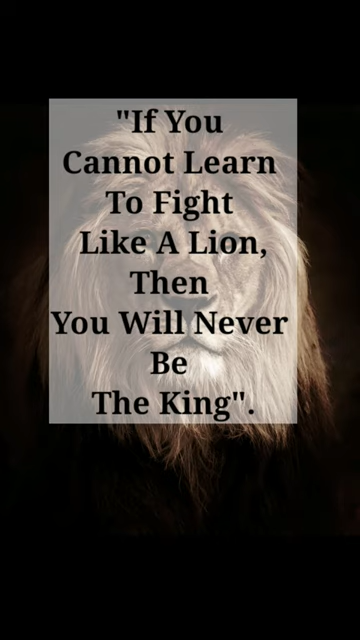 "If You
Cannot Learn
To Fight
Like A Lion,
Then
You Will Never
Be
The King".